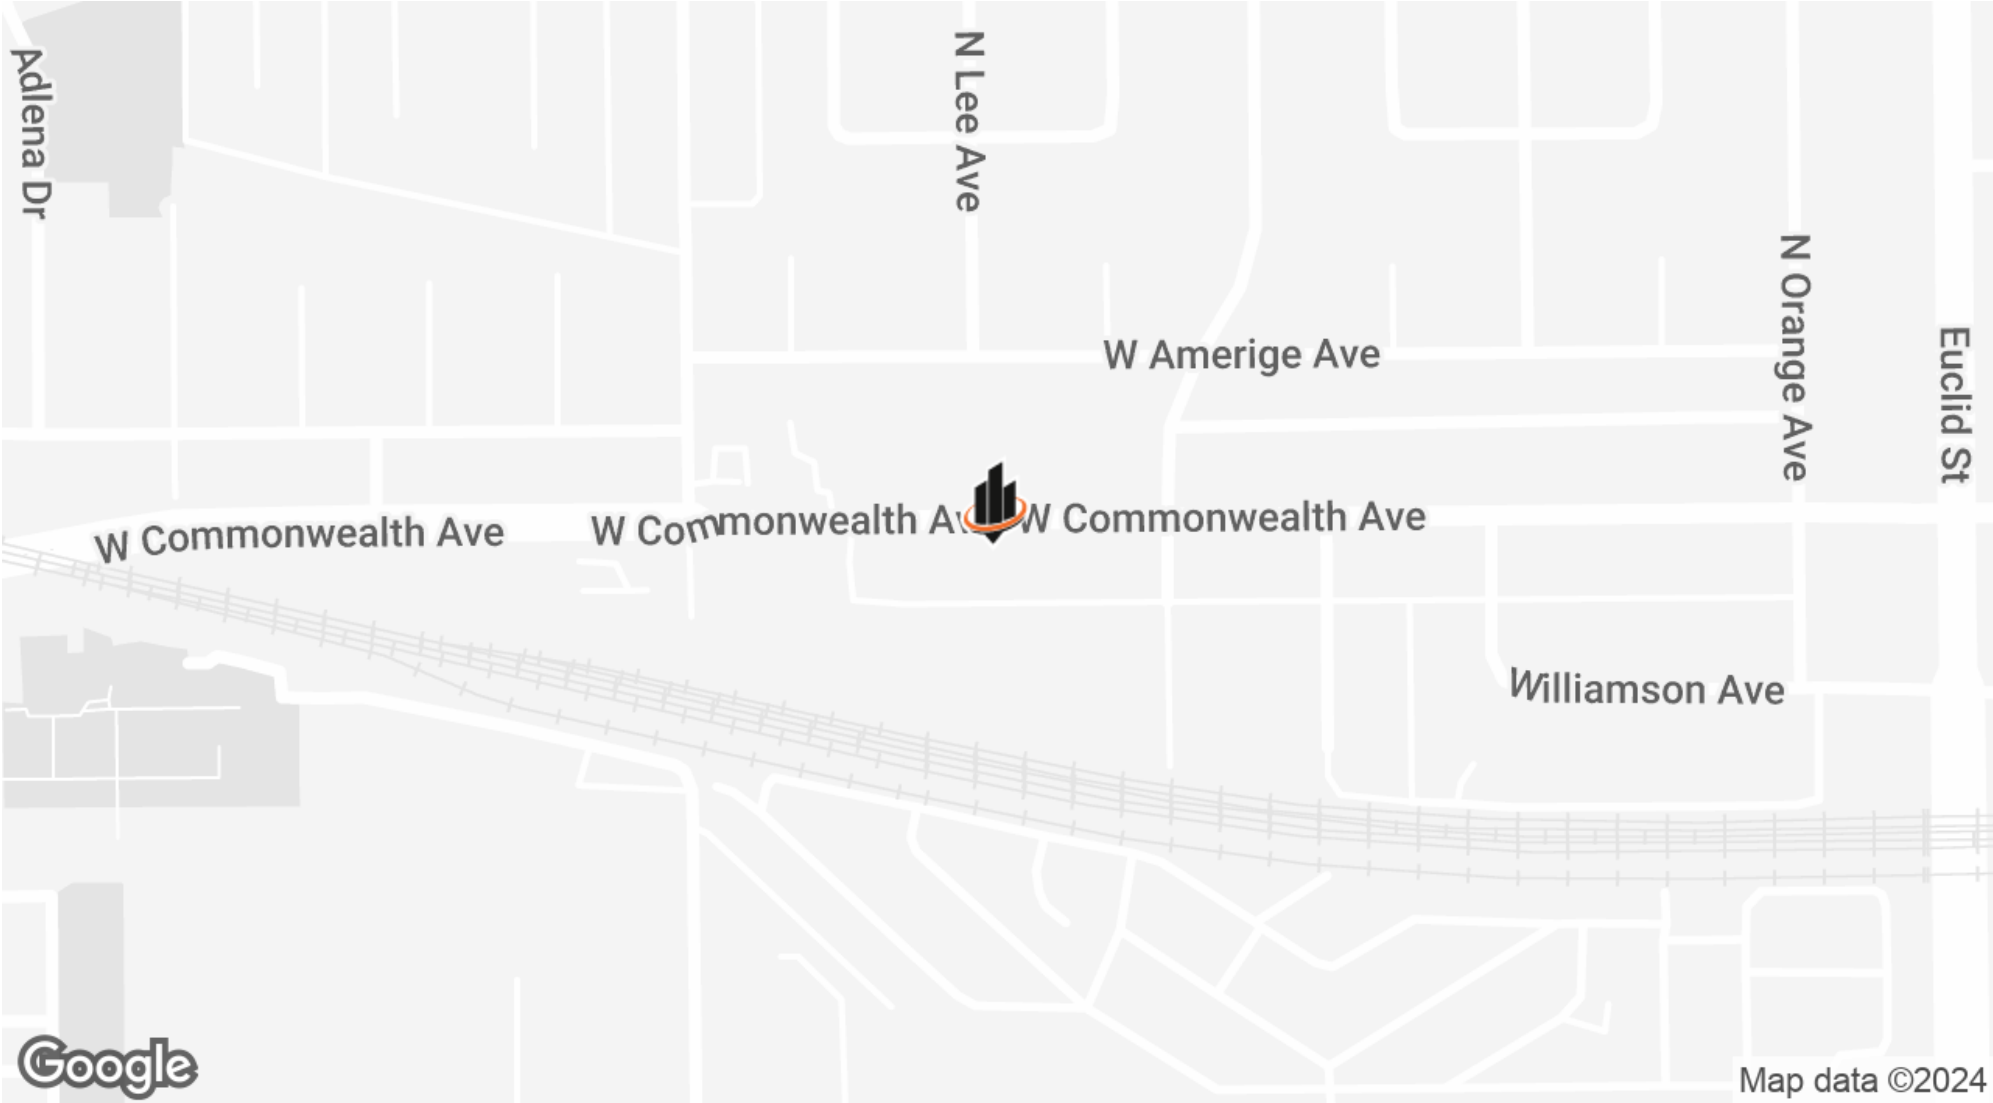 Adlena Dr
N Lee Ave
N Orange Ave
Euclid St
W Amerige Ave
W Commonwealth Ave
W Commonwealth Av
W Commonwealth Ave
Williamson Ave
Google
Map data ©2024